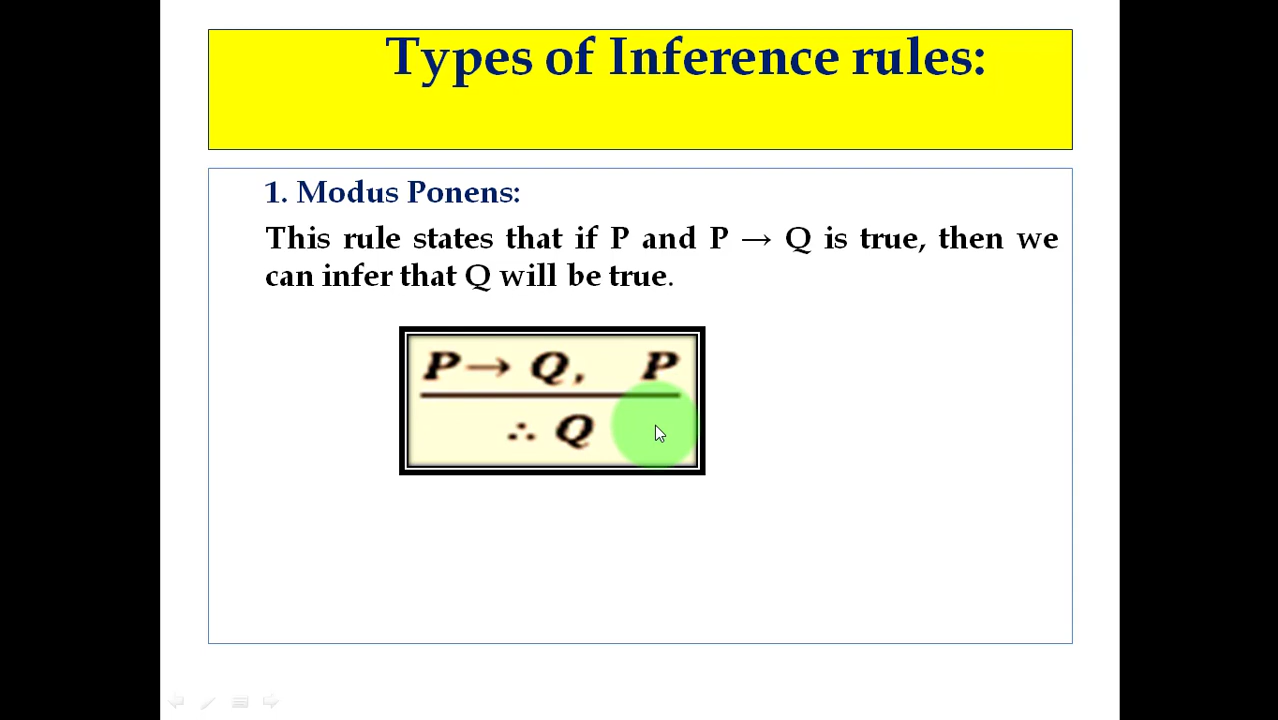 Types of Inference rules:
1. Modus Ponens:
This rule states that if P and P → Q is true, then we
can infer that Q will be true.
P → Q, P
∴ Q